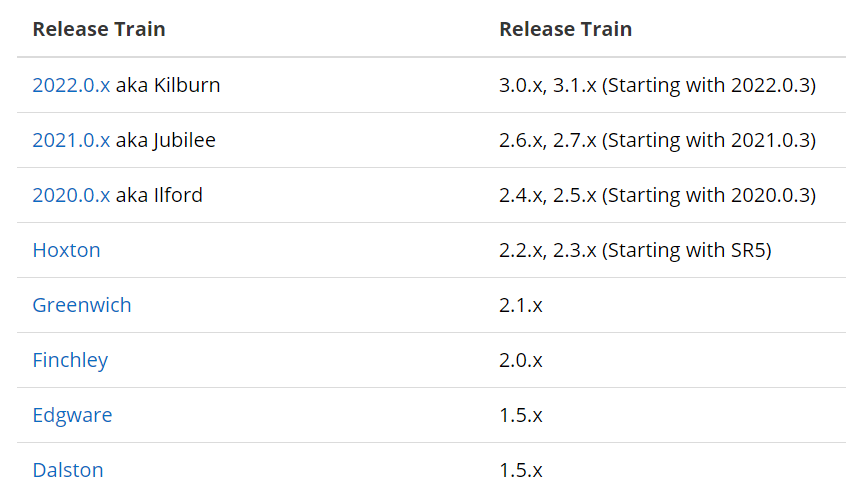 Release Train Release Train
2022.0.x aka Kilburn 3.0.x, 3.1.x (Starting with 2022.0.3)
2021.0.x aka Jubilee 2.6.x, 2.7.x (Starting with 2021.0.3)
2020.0.x aka Ilford 2.4.x, 2.5.x (Starting with 2020.0.3)
Hoxton 2.2.x, 2.3.x (Starting with SR5)
Greenwich 2.1.x
Finchley 2.0.x
Edgware 1.5.x
Dalston 1.5.x